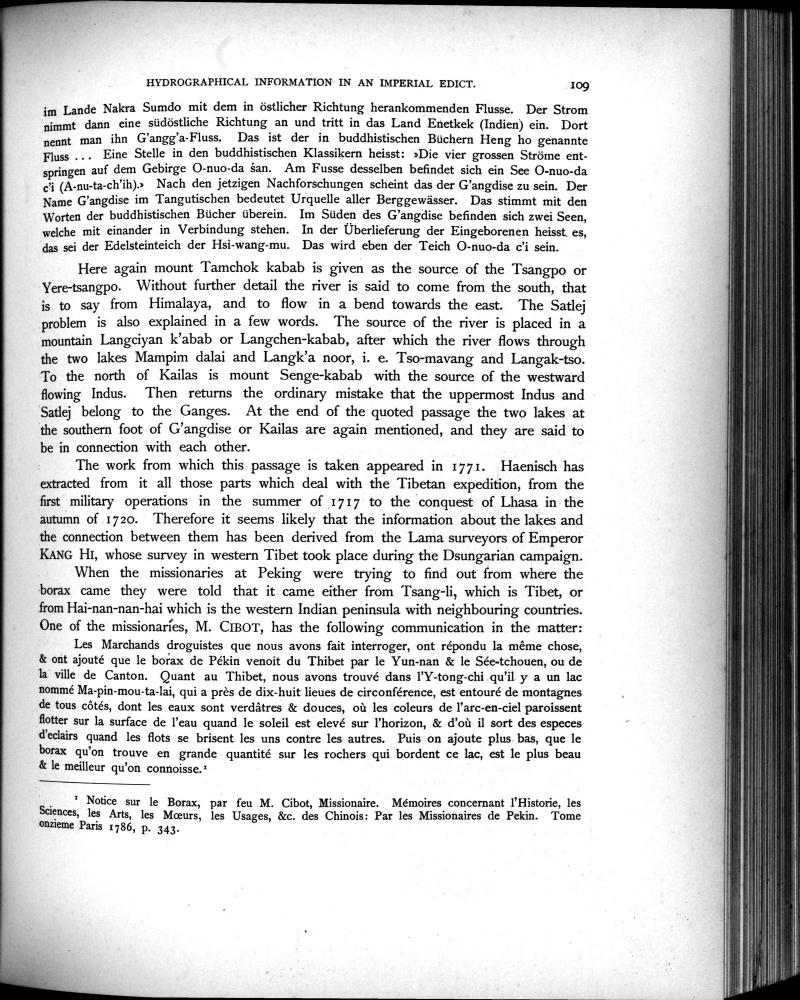 HYDROGRAPHICAL INFORMATION IN AN IMPERIAL EDICT. 109
im Lande Nakra Sumdo mit dem in östlicher Richtung herankommenden Flusse. Der Strom
nimmt dann eine südöstliche Richtung an und tritt in das Land Enetkek (Indien) ein. Dort
nennt man ihn G'angg'a-Fluss. Das ist der in buddhistischen Büchern Heng ho genannte
Fluss ... Eine Stelle in den buddhistischen Klassikern heisst: »Die vier grossen Ströme ent-
springen auf dem Gebirge O-nuo-da šan. Am Fusse desselben befindet sich ein See O-nuo-da
c'i (A-nu-ta-ch'ih).» Nach den jetzigen Nachforschungen scheint das der G'angdise zu sein. Der
Name G'angdise im Tangutischen bedeutet Urquelle aller Berggewässer. Das stimmt mit den
Worten der buddhistischen Bücher überein. Im Süden des G'angdise befinden sich zwei Seen,
welche mit einander in Verbindung stehen. In der Überlieferung der Eingeborenen heisst es,
das sei der Edelsteinteich der Hsi-wang-mu. Das wird eben der Teich O-nuo-da c'i sein.
Here again mount Tamchok kabab is given as the source of the Tsangpo or
Yere-tsangpo. Without further detail the river is said to come from the south, that
is to say from Himalaya, and to flow in a bend towards the east. The Satlej
problem is also explained in a few words. The source of the river is placed in a
mountain Langciyan k'abab or Langchen-kabab, after which the river flows through
the two lakes Mampim dalai and Langk'a noor, i. e. Tso-mavang and Langak-tso.
To the north of Kailas is mount Senge-kabab with the source of the westward
flowing Indus. Then returns the ordinary mistake that the uppermost Indus and
Satlej belong to the Ganges. At the end of the quoted passage the two lakes at
the southern foot of G'angdise or Kailas are again mentioned, and they are said to
be in connection with each other.
The work from which this passage is taken appeared in 1771. Haenisch has
extracted from it all those parts which deal with the Tibetan expedition, from the
first military operations in the summer of 1717 to the conquest of Lhasa in the
autumn of 1720. Therefore it seems likely that the information about the lakes and
the connection between them has been derived from the Lama surveyors of Emperor
KANG HI, whose survey in western Tibet took place during the Dsungarian campaign.
When the missionaries at Peking were trying to find out from where the
borax came they were told that it came either from Tsang-li, which is Tibet, or
from Hai-nan-nan-hai which is the western Indian peninsula with neighbouring countries.
One of the missionaries, M. CIBOT, has the following communication in the matter:
Les Marchands droguistes que nous avons fait interroger, ont répondu la même chose,
& ont ajouté que le borax de Pékin venoit du Thibet par le Yun-nan & le Sée-tchouen, ou de
la ville de Canton. Quant au Thibet, nous avons trouvé dans l'Y-tong-chi qu'il y a un lac
nommé Ma-pin-mou-ta-lai, qui a près de dix-huit lieues de circonférence, est entouré de montagnes
de tous côtés, dont les eaux sont verdâtres & douces, où les coleurs de l'arc-en-ciel paroissent
flotter sur la surface de l'eau quand le soleil est elevé sur l'horizon, & d'où il sort des especes
d'eclairs quand les flots se brisent les uns contre les autres. Puis on ajoute plus bas, que le
borax qu'on trouve en grande quantité sur les rochers qui bordent ce lac, est le plus beau
& le meilleur qu'on connoisse.¹
¹ Notice sur le Borax, par feu M. Cibot, Missionaire. Mémoires concernant l'Historie, les
Sciences, les Arts, les Mœurs, les Usages, &c. des Chinois: Par les Missionaires de Pekin. Tome
onzieme Paris 1786, p. 343.